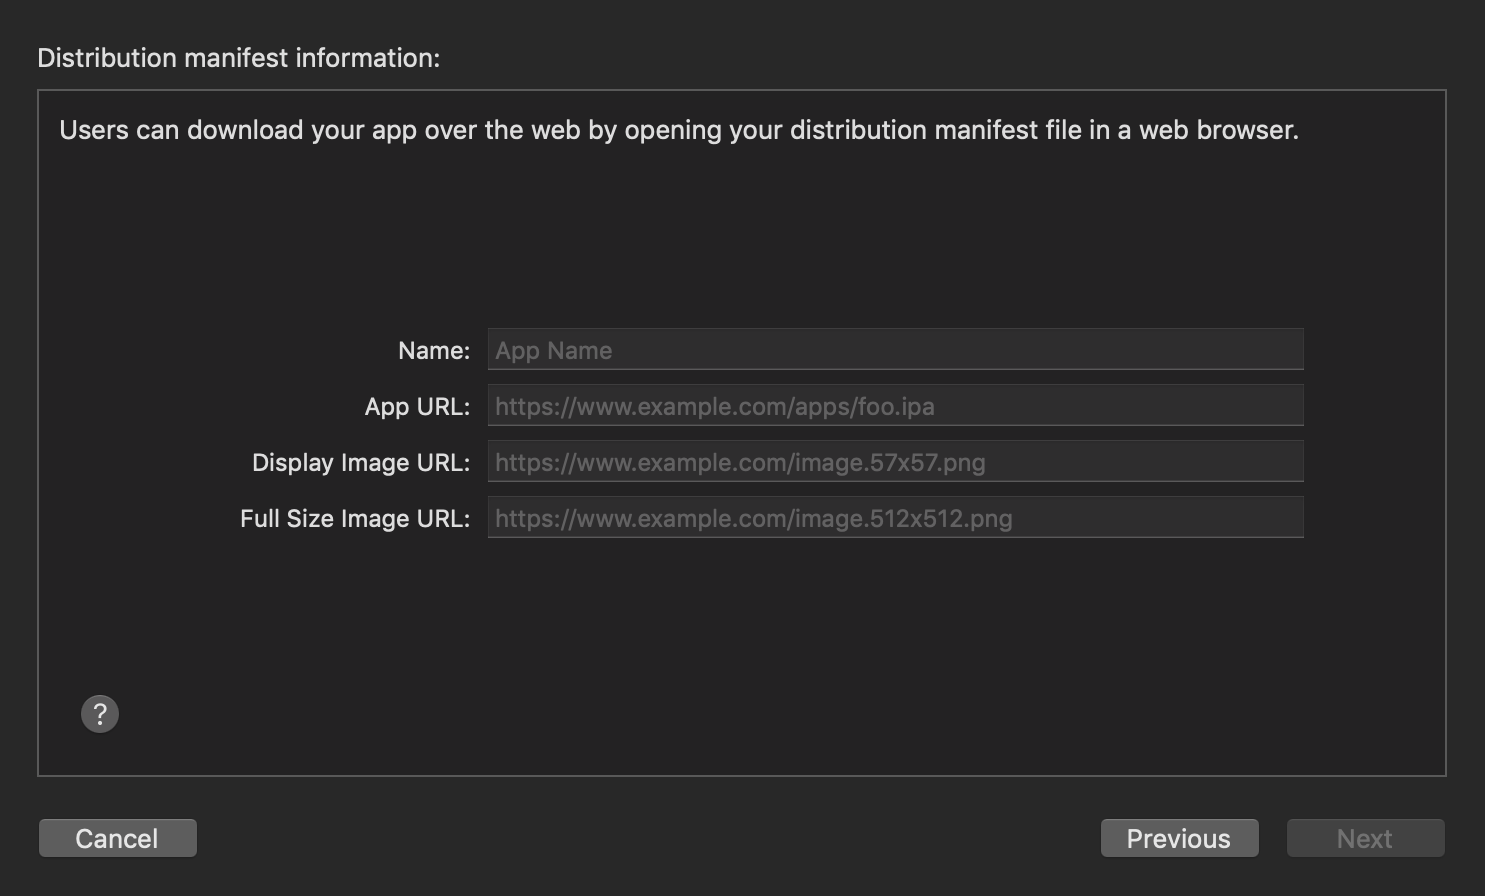 Distribution manifest information:
Users can download your app over the web by opening your distribution manifest file in a web browser.
Name: App Name
App URL: https://www.example.com/apps/foo.ipa
Display Image URL: https://www.example.com/image.57x57.png
Full Size Image URL: https://www.example.com/image.512x512.png
?
Cancel Previous Next